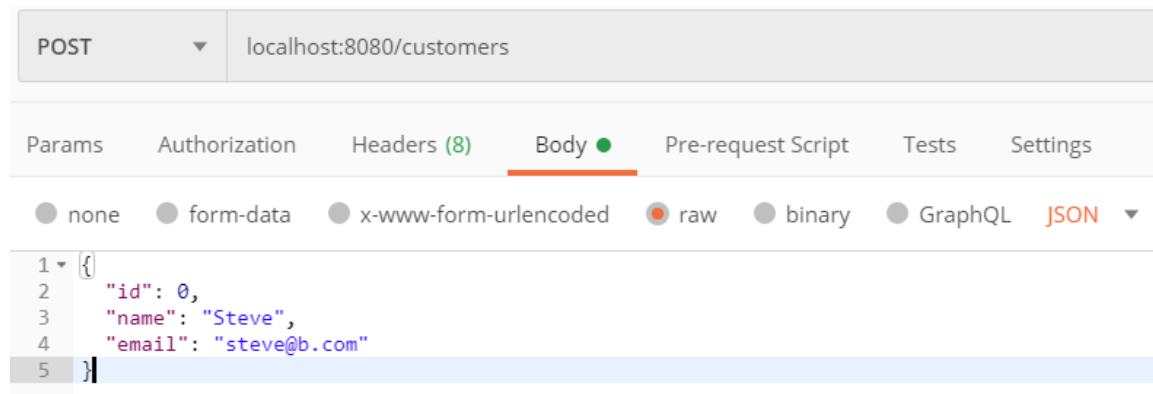 POST localhost:8080/customers
Params Authorization Headers (8) Body Pre-request Script Tests Settings
none form-data x-www-form-urlencoded raw binary GraphQL JSON
1 {
2 "id": 0,
3 "name": "Steve",
4 "email": "steve@b.com"
5 }